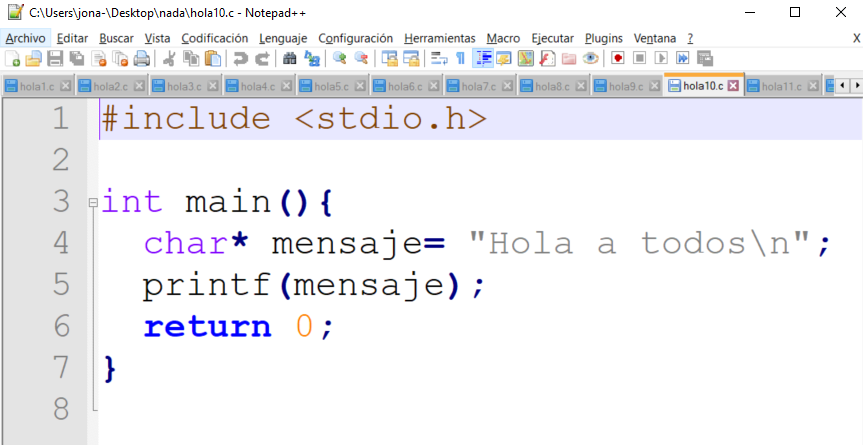 C:\Users\jona-\Desktop\nada\hola10.c - Notepad++
Archivo Editar Buscar Vista Codificación Lenguaje Configuración Herramientas Macro Ejecutar Plugins Ventana ? X
hola1.c hola2.c hola3.c hola4.c hola5.c hola6.c hola7.c hola8.c hola9.c hola10.c hola11.c
1 #include <stdio.h>
2
3 int main(){
4 char* mensaje= "Hola a todos\n";
5 printf(mensaje);
6 return 0;
7 }
8